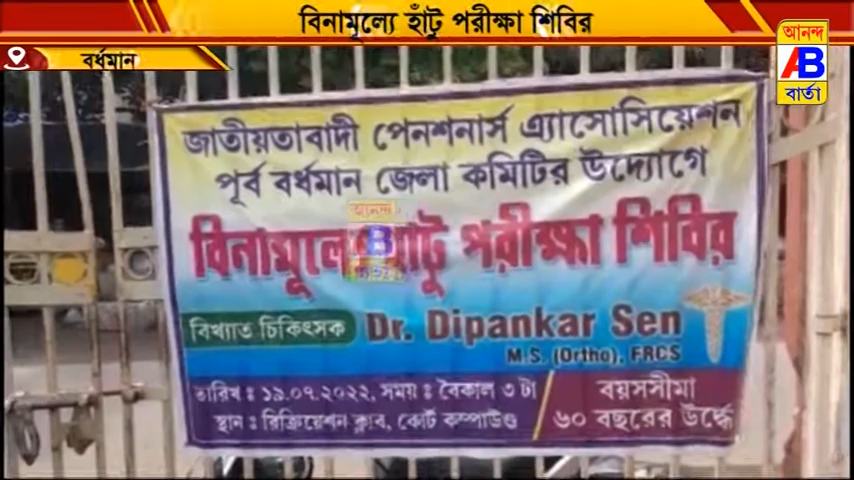 বিনামূল্যে হাঁটু পরীক্ষা শিবির
বর্ধমান
আনন্দ
AB
বার্তা
জাতীয়তাবাদী পেনশনার্স এ্যাসোসিয়েশন
পূর্ব বর্ধমান জেলা কমিটির উদ্যোগে
বিনামূল্যে হাঁটু পরীক্ষা শিবির
আনন্দ
B
বিখ্যাত চিকিৎসক Dr. Dipankar Sen
M.S. (Ortho), FRCS
তারিখ : ১৯.০৭.২০২২, সময় : বৈকাল ৩ টা
স্থান : রিক্রিয়েশন ক্লাব, কোর্ট কম্পাউণ্ড
বয়সসীমা
৬০ বছরের উর্দ্ধে